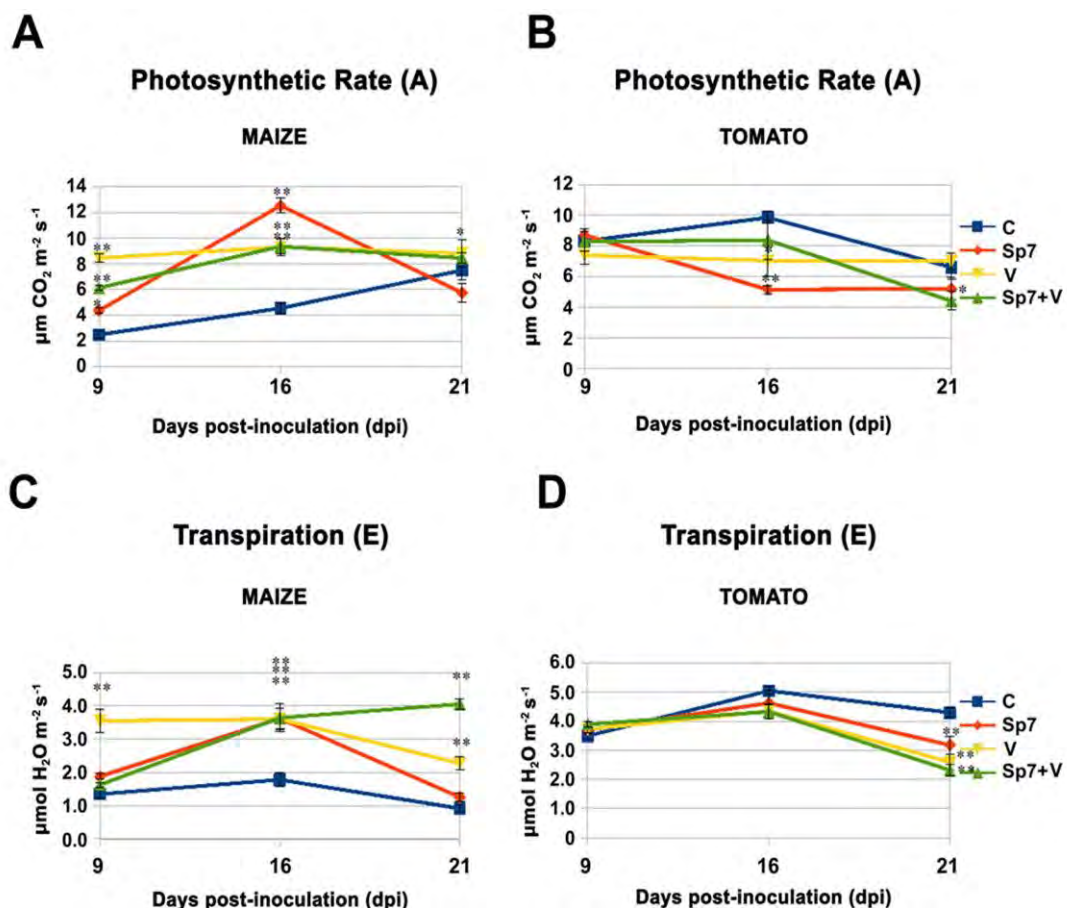 A
Photosynthetic Rate (A)
MAIZE
μm CO₂ m⁻² s⁻¹
14
12
10
8
6
4
2
0
**
**
*
**
**
**
*
9
16
21
Days post-inoculation (dpi)
B
Photosynthetic Rate (A)
TOMATO
μm CO₂ m⁻² s⁻¹
12
10
8
6
4
2
0
*
**
*
*
9
16
21
Days post-inoculation (dpi)
C
Sp7
V
Sp7+V
C
Transpiration (E)
MAIZE
μmol H₂O m⁻² s⁻¹
5.0
4.0
3.0
2.0
1.0
0.0
**
**
**
**
**
**
9
16
21
Days post-inoculation (dpi)
D
Transpiration (E)
TOMATO
μmol H₂O m⁻² s⁻¹
6.0
5.0
4.0
3.0
2.0
1.0
0
**
**
**
9
16
21
Days post-inoculation (dpi)
C
Sp7
V
Sp7+V